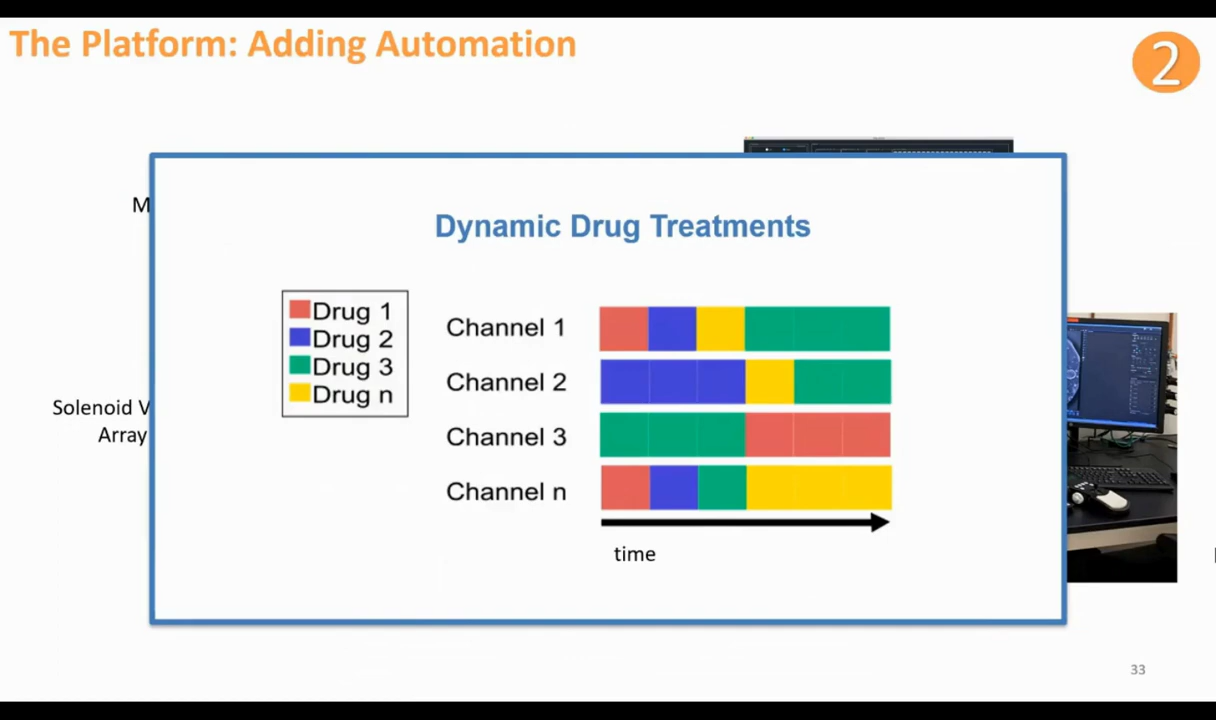 The Platform: Adding Automation
2
M
Dynamic Drug Treatments
Drug 1
Drug 2
Drug 3
Drug n
Channel 1
Channel 2
Channel 3
Channel n
time
Solenoid V
Array
33